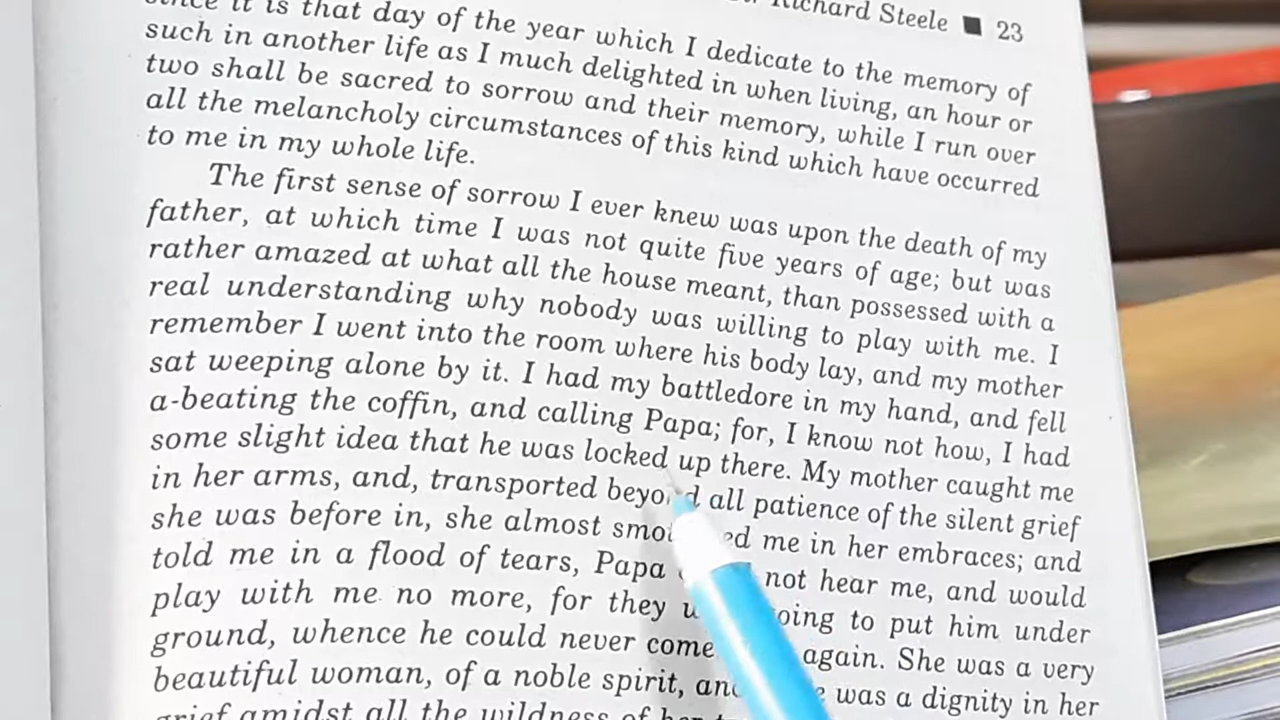 Richard Steele ■ 23
since it is that day of the year which I dedicate to the memory of
such in another life as I much delighted in when living, an hour or
two shall be sacred to sorrow and their memory, while I run over
all the melancholy circumstances of this kind which have occurred
to me in my whole life.
The first sense of sorrow I ever knew was upon the death of my
father, at which time I was not quite five years of age; but was
rather amazed at what all the house meant, than possessed with a
real understanding why nobody was willing to play with me. I
remember I went into the room where his body lay, and my mother
sat weeping alone by it. I had my battledore in my hand, and fell
a-beating the coffin, and calling Papa; for, I know not how, I had
some slight idea that he was locked up there. My mother caught me
in her arms, and, transported beyond all patience of the silent grief
she was before in, she almost smothered me in her embraces; and
told me in a flood of tears, Papa not hear me, and would
play with me no more, for they going to put him under
ground, whence he could never come again. She was a very
beautiful woman, of a noble spirit, and was a dignity in her
grief amidst all the wildness of her